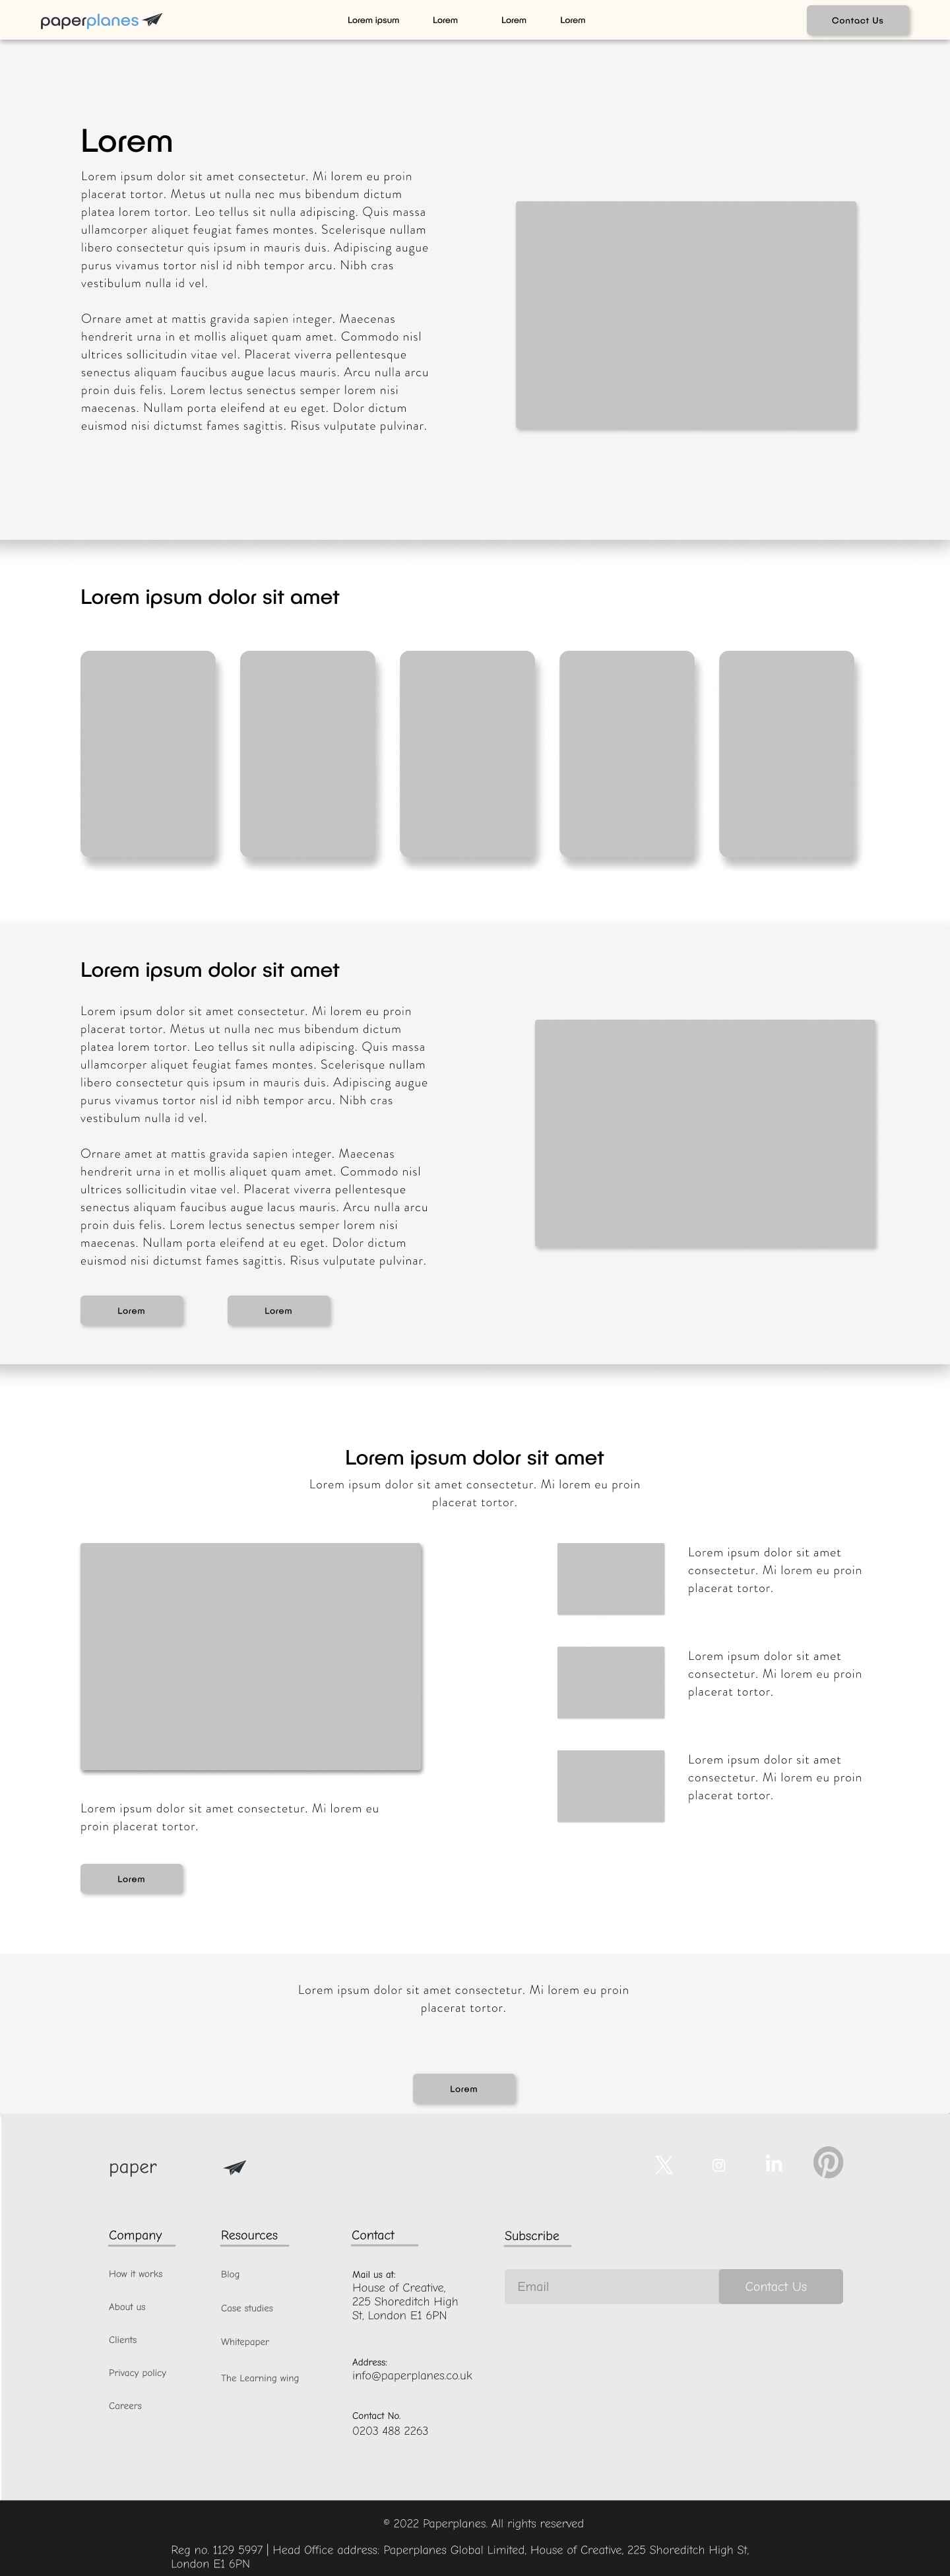 paperplanes
Lorem ipsum
Lorem
Lorem
Lorem
Contact Us
Lorem
Lorem ipsum dolor sit amet consectetur. Mi lorem eu proin
placerat tortor. Metus ut nulla nec mus bibendum dictum
platea lorem tortor. Leo tellus sit nulla adipiscing. Quis massa
ullamcorper aliquet feugiat fames montes. Scelerisque nullam
libero consectetur quis ipsum in mauris duis. Adipiscing augue
purus vivamus tortor nisl id nibh tempor arcu. Nibh cras
vestibulum nulla id vel.
Ornare amet at mattis gravida sapien integer. Maecenas
hendrerit urna in et mollis aliquet quam amet. Commodo nisl
ultrices sollicitudin vitae vel. Placerat viverra pellentesque
senectus aliquam faucibus augue lacus mauris. Arcu nulla arcu
proin duis felis. Lorem lectus senectus semper lorem nisi
maecenas. Nullam porta eleifend at eu eget. Dolor dictum
euismod nisi dictumst fames sagittis. Risus vulputate pulvinar.
Lorem ipsum dolor sit amet
Lorem ipsum dolor sit amet
Lorem ipsum dolor sit amet consectetur. Mi lorem eu proin
placerat tortor. Metus ut nulla nec mus bibendum dictum
platea lorem tortor. Leo tellus sit nulla adipiscing. Quis massa
ullamcorper aliquet feugiat fames montes. Scelerisque nullam
libero consectetur quis ipsum in mauris duis. Adipiscing augue
purus vivamus tortor nisl id nibh tempor arcu. Nibh cras
vestibulum nulla id vel.
Ornare amet at mattis gravida sapien integer. Maecenas
hendrerit urna in et mollis aliquet quam amet. Commodo nisl
ultrices sollicitudin vitae vel. Placerat viverra pellentesque
senectus aliquam faucibus augue lacus mauris. Arcu nulla arcu
proin duis felis. Lorem lectus senectus semper lorem nisi
maecenas. Nullam porta eleifend at eu eget. Dolor dictum
euismod nisi dictumst fames sagittis. Risus vulputate pulvinar.
Lorem
Lorem
Lorem ipsum dolor sit amet
Lorem ipsum dolor sit amet consectetur. Mi lorem eu proin
placerat tortor.
Lorem ipsum dolor sit amet
consectetur. Mi lorem eu proin
placerat tortor.
Lorem ipsum dolor sit amet
consectetur. Mi lorem eu proin
placerat tortor.
Lorem ipsum dolor sit amet
consectetur. Mi lorem eu proin
placerat tortor.
Lorem ipsum dolor sit amet consectetur. Mi lorem eu
proin placerat tortor.
Lorem
Lorem ipsum dolor sit amet consectetur. Mi lorem eu proin
placerat tortor.
Lorem
paper
Company
How it works
About us
Clients
Privacy policy
Careers
Resources
Blog
Case studies
Whitepaper
The Learning wing
Contact
Mail us at:
House of Creative,
225 Shoreditch High
St, London E1 6PN
Address:
info@paperplanes.co.uk
Contact No.
0203 488 2263
Subscribe
Email
Contact Us
© 2022 Paperplanes. All rights reserved
Reg no. 1129 5997 | Head Office address: Paperplanes Global Limited, House of Creative, 225 Shoreditch High St,
London E1 6PN